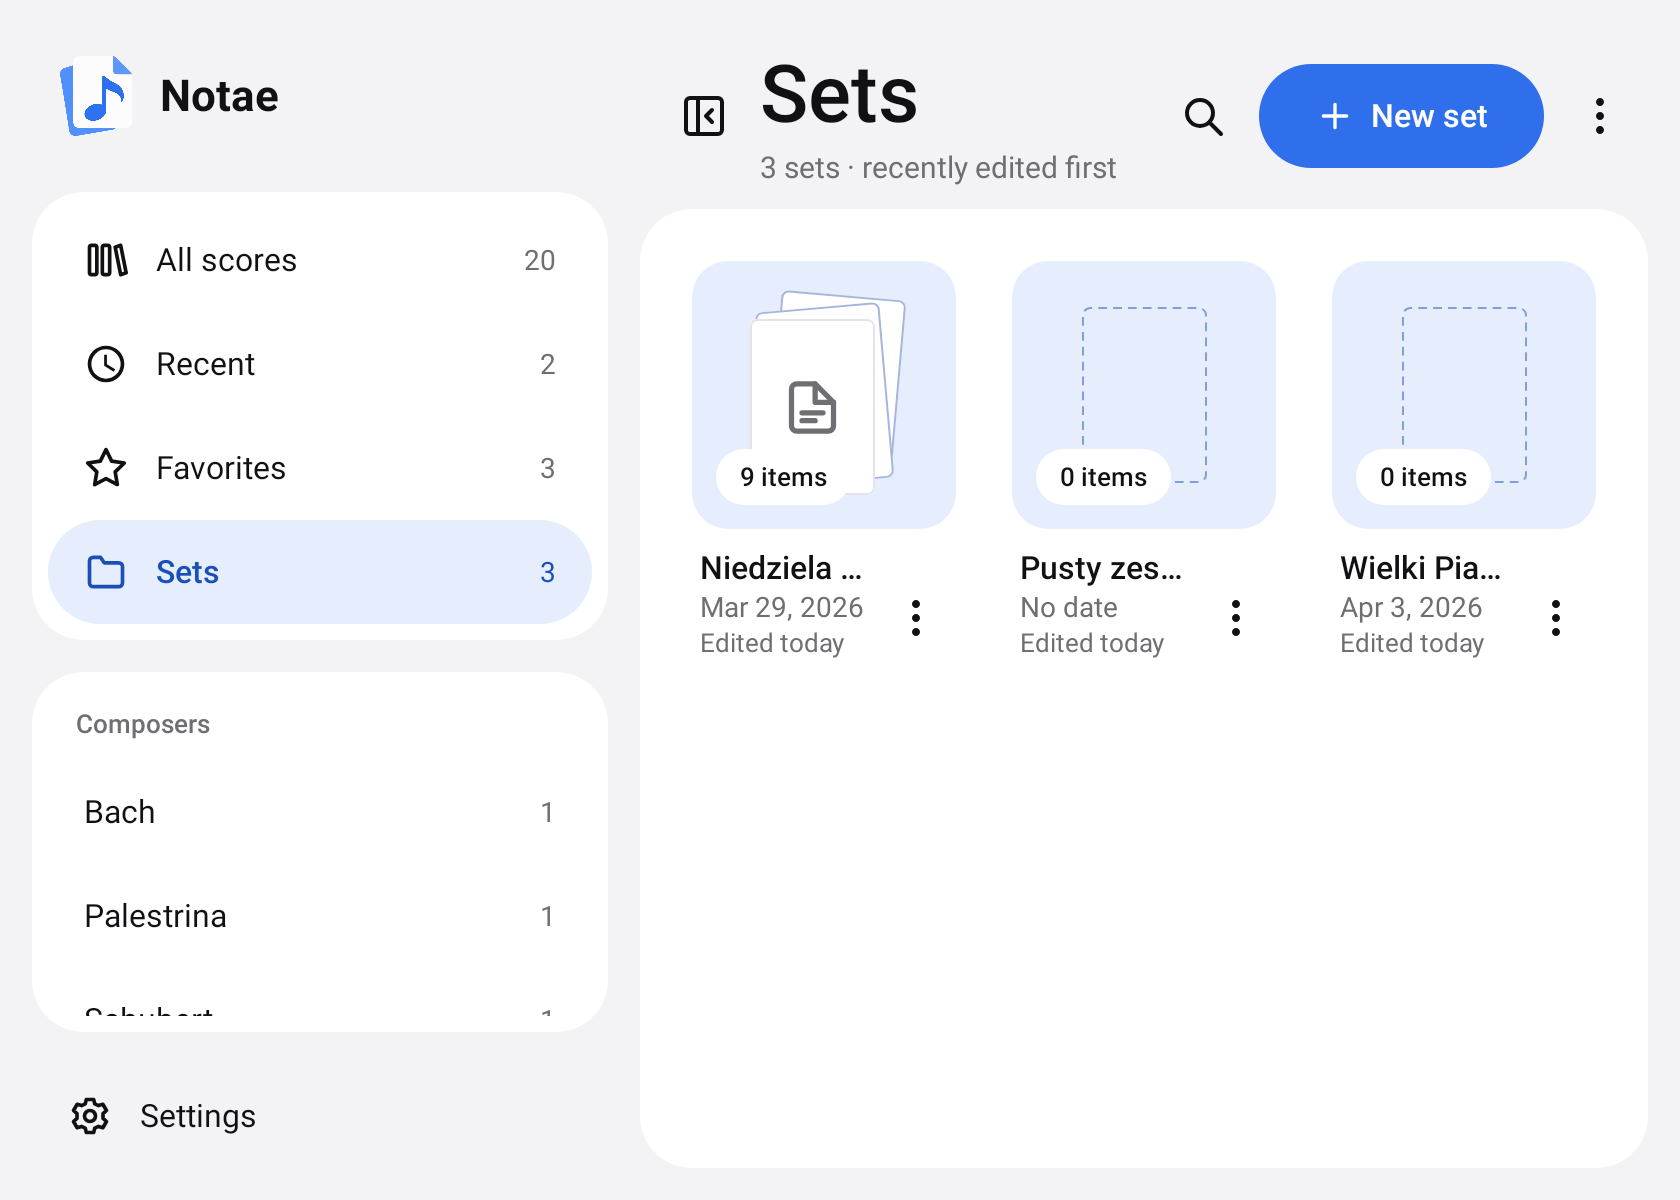 Notae
All scores 20
Recent 2
Favorites 3
Sets 3
Composers
Bach 1
Palestrina 1
Schubert 1
Settings
Sets
3 sets · recently edited first
New set
9 items
Niedziela ...
Mar 29, 2026
Edited today
0 items
Pusty zes...
No date
Edited today
0 items
Wielki Pia...
Apr 3, 2026
Edited today